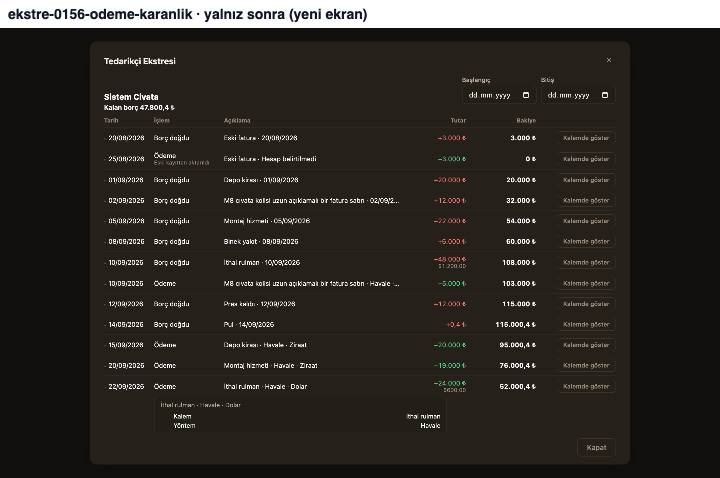 ekstre-0156-odeme-karanlik · yalnız sonra (yeni ekran)
Tedarikçi Ekstresi ×
Başlangıç Bitiş
dd.mm.yyyy dd.mm.yyyy
Sistem Cıvata
Kalan borç 47.800,4 ₺
Tarih İşlem Açıklama Tutar Bakiye
20/08/2026 Borç doğdu Eski fatura · 20/08/2026 +3.000 ₺ 3.000 ₺ Kalemde göster
25/08/2026 Ödeme Eski fatura · Hesap belirtilmedi −3.000 ₺ 0 ₺ Kalemde göster
Eski kayıttan aktarıldı
01/09/2026 Borç doğdu Depo kirası · 01/09/2026 +20.000 ₺ 20.000 ₺ Kalemde göster
02/09/2026 Borç doğdu M8 cıvata kolisi uzun açıklamalı bir fatura satırı · 02/09/2... +12.000 ₺ 32.000 ₺ Kalemde göster
05/09/2026 Borç doğdu Montaj hizmeti · 05/09/2026 +22.000 ₺ 54.000 ₺ Kalemde göster
08/09/2026 Borç doğdu Binek yakıt · 08/09/2026 +6.000 ₺ 60.000 ₺ Kalemde göster
10/09/2026 Borç doğdu İthal rulman · 10/09/2026 +48.000 ₺ 108.000 ₺ Kalemde göster
$1.200,00
10/09/2026 Ödeme M8 cıvata kolisi uzun açıklamalı bir fatura satırı · Havale ·... −5.000 ₺ 103.000 ₺ Kalemde göster
12/09/2026 Borç doğdu Pres kalıbı · 12/09/2026 +12.000 ₺ 115.000 ₺ Kalemde göster
14/09/2026 Borç doğdu Pul · 14/09/2026 +0,4 ₺ 115.000,4 ₺ Kalemde göster
15/09/2026 Ödeme Depo kirası · Havale · Ziraat −20.000 ₺ 95.000,4 ₺ Kalemde göster
20/09/2026 Ödeme Montaj hizmeti · Havale · Ziraat −19.000 ₺ 76.000,4 ₺ Kalemde göster
22/09/2026 Ödeme İthal rulman · Havale · Dolar −24.000 ₺ 52.000,4 ₺ Kalemde göster
$600,00
İthal rulman · Havale · Dolar
Kalem İthal rulman
Yöntem Havale
Kapat